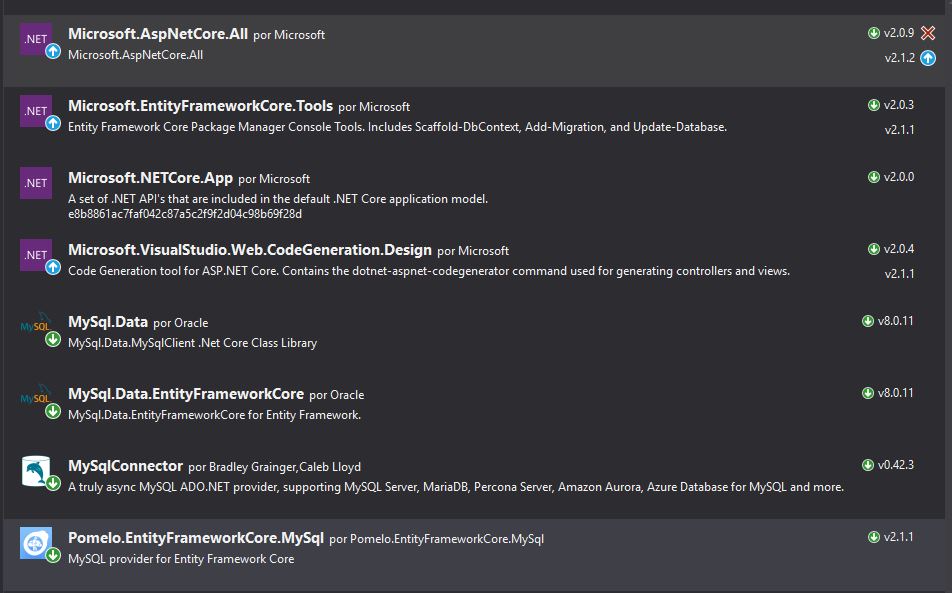 .NET
Microsoft.AspNetCore.All por Microsoft v2.0.9
Microsoft.AspNetCore.All v2.1.2
.NET
Microsoft.EntityFrameworkCore.Tools por Microsoft v2.0.3
Entity Framework Core Package Manager Console Tools. Includes Scaffold-DbContext, Add-Migration, and Update-Database. v2.1.1
.NET
Microsoft.NETCore.App por Microsoft v2.0.0
A set of .NET API's that are included in the default .NET Core application model.
e8b8861ac7faf042c87a5c2f9f2d04c98b69f28d
.NET
Microsoft.VisualStudio.Web.CodeGeneration.Design por Microsoft v2.0.4
Code Generation tool for ASP.NET Core. Contains the dotnet-aspnet-codegenerator command used for generating controllers and views. v2.1.1
MySQL
MySql.Data por Oracle v8.0.11
MySql.Data.MySqlClient .Net Core Class Library
MySQL
MySql.Data.EntityFrameworkCore por Oracle v8.0.11
MySql.Data.EntityFrameworkCore for Entity Framework.
MySqlConnector por Bradley Grainger,Caleb Lloyd v0.42.3
A truly async MySQL ADO.NET provider, supporting MySQL Server, MariaDB, Percona Server, Amazon Aurora, Azure Database for MySQL and more.
Pomelo.EntityFrameworkCore.MySql por Pomelo.EntityFrameworkCore.MySql v2.1.1
MySQL provider for Entity Framework Core